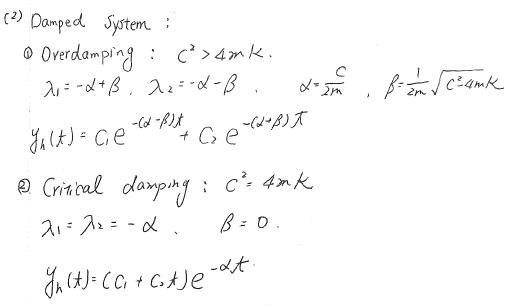 (2) Damped System :
① Overdamping : C² > 4mk.
λ₁ = -α+β, λ₂ = -α-β, α = C/2m, β = 1/2m √C²-4mk
yₕ(t) = C₁e^-(α-β)t + C₂e^-(α+β)t
② Critical damping : C² = 4mk
λ₁ = λ₂ = -α. β = 0.
yₕ(t) = (C₁ + C₂t)e^-αt.